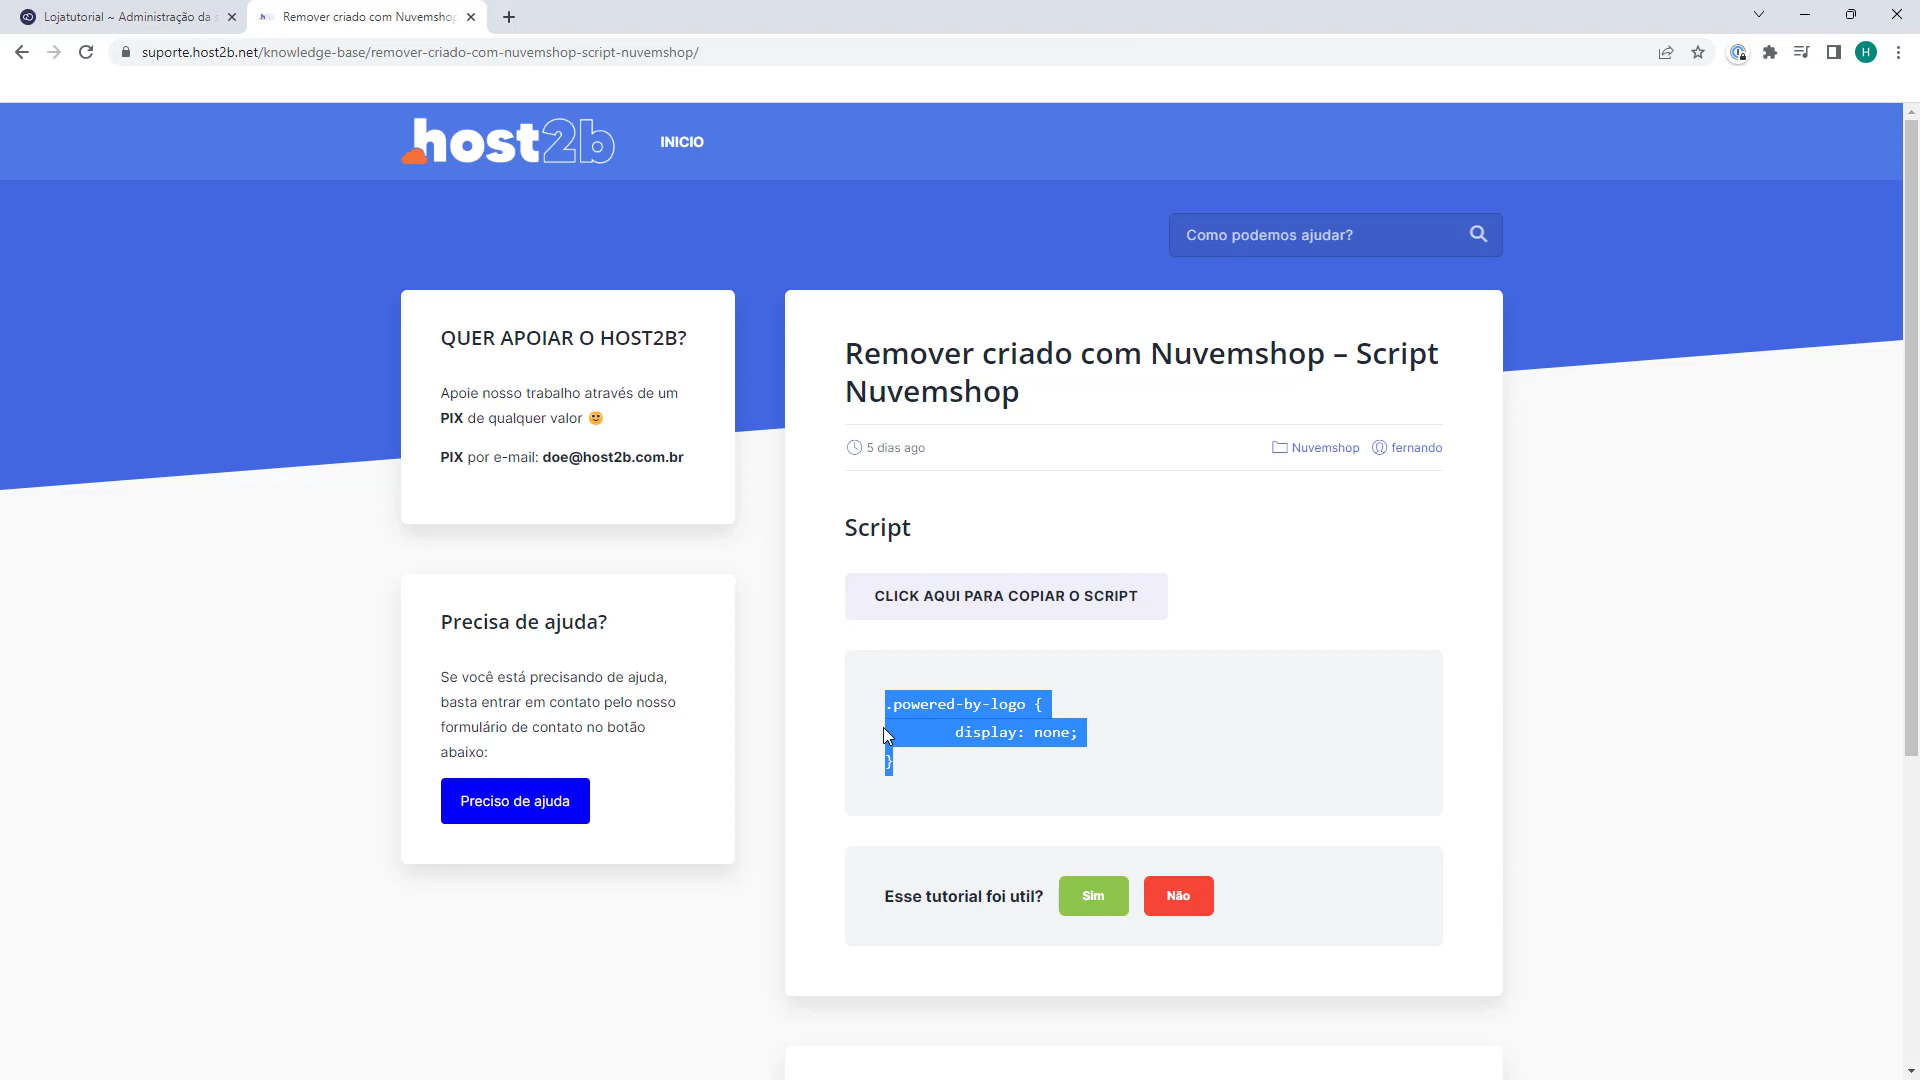 Lojatutorial ~ Administração da s
Remover criado com Nuvemshop
suporte.host2b.net/knowledge-base/remover-criado-com-nuvemshop-script-nuvemshop/
H
host2b
INICIO
Como podemos ajudar?
QUER APOIAR O HOST2B?
Apoie nosso trabalho através de um
PIX de qualquer valor 🙂
PIX por e-mail: doe@host2b.com.br
Precisa de ajuda?
Se você está precisando de ajuda,
basta entrar em contato pelo nosso
formulário de contato no botão
abaixo:
Preciso de ajuda
Remover criado com Nuvemshop – Script
Nuvemshop
5 dias ago
Nuvemshop
fernando
Script
CLICK AQUI PARA COPIAR O SCRIPT
.powered-by-logo {
display: none;
}
Esse tutorial foi util?
Sim
Não